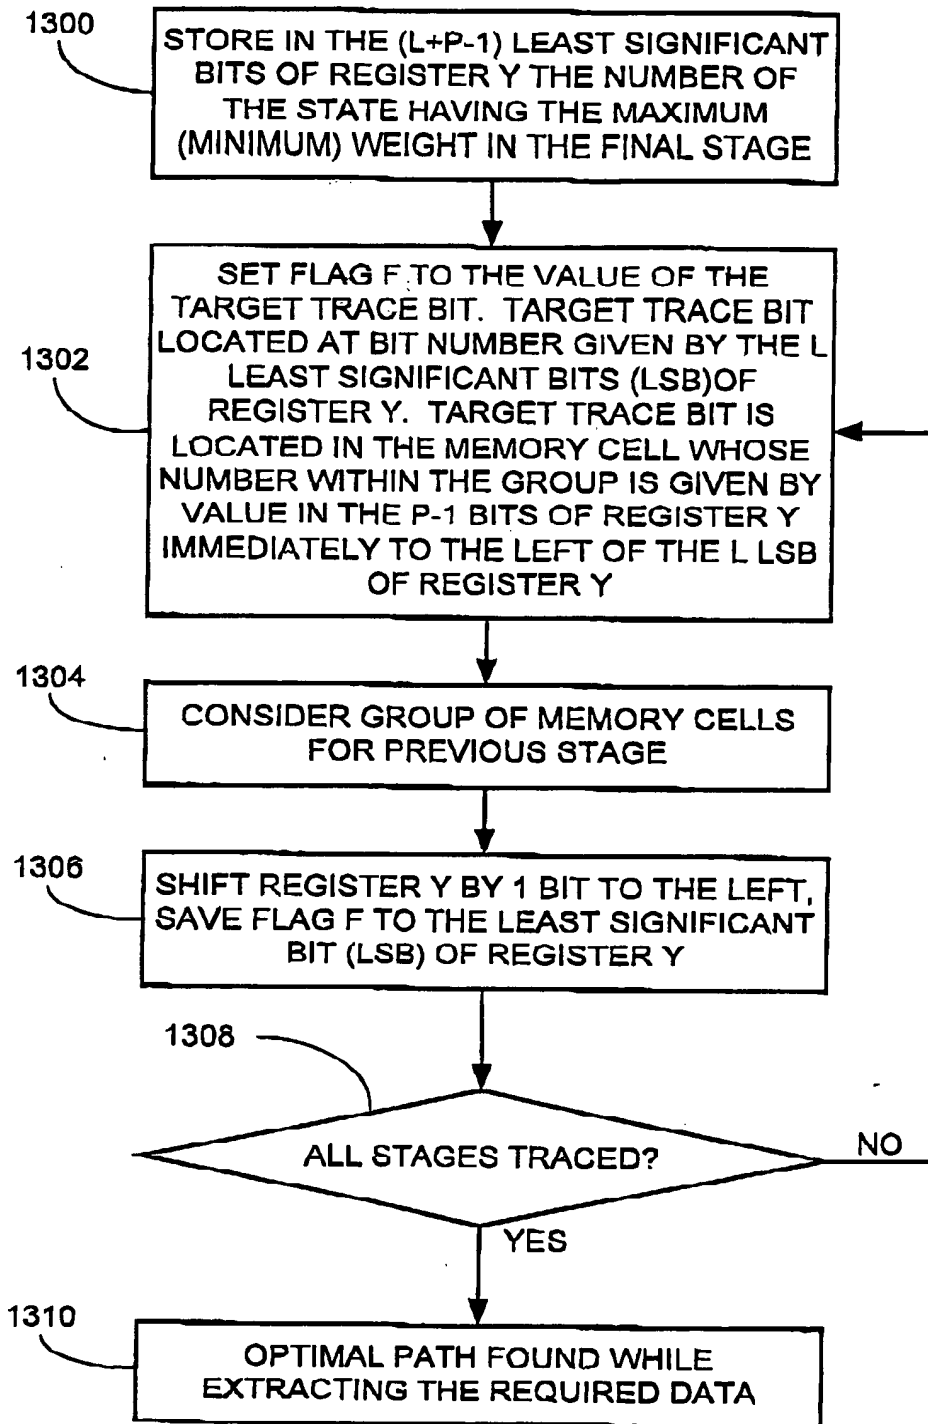 1300
STORE IN THE (L+P-1) LEAST SIGNIFICANT
BITS OF REGISTER Y THE NUMBER OF
THE STATE HAVING THE MAXIMUM
(MINIMUM) WEIGHT IN THE FINAL STAGE
1302
SET FLAG F TO THE VALUE OF THE
TARGET TRACE BIT. TARGET TRACE BIT
LOCATED AT BIT NUMBER GIVEN BY THE L
LEAST SIGNIFICANT BITS (LSB)OF
REGISTER Y. TARGET TRACE BIT IS
LOCATED IN THE MEMORY CELL WHOSE
NUMBER WITHIN THE GROUP IS GIVEN BY
VALUE IN THE P-1 BITS OF REGISTER Y
IMMEDIATELY TO THE LEFT OF THE L LSB
OF REGISTER Y
1304
CONSIDER GROUP OF MEMORY CELLS
FOR PREVIOUS STAGE
1306
SHIFT REGISTER Y BY 1 BIT TO THE LEFT,
SAVE FLAG F TO THE LEAST SIGNIFICANT
BIT (LSB) OF REGISTER Y
1308
ALL STAGES TRACED?
NO
YES
1310
OPTIMAL PATH FOUND WHILE
EXTRACTING THE REQUIRED DATA